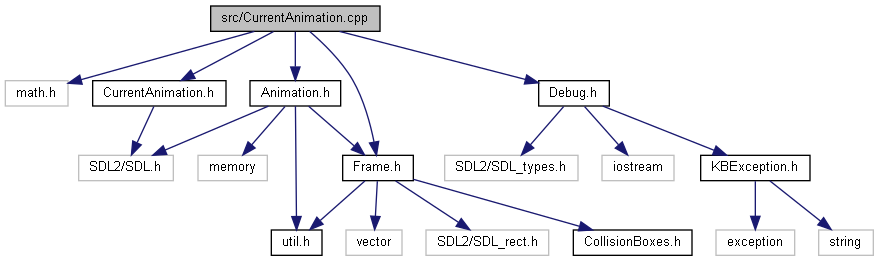 src/CurrentAnimation.cpp
math.h
CurrentAnimation.h
Animation.h
Debug.h
SDL2/SDL.h
memory
Frame.h
SDL2/SDL_types.h
iostream
KBException.h
util.h
vector
SDL2/SDL_rect.h
CollisionBoxes.h
exception
string